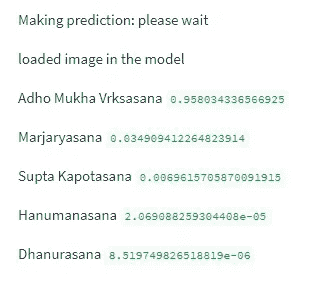 Making prediction: please wait
loaded image in the model
Adho Mukha Vrksasana 0.958034336566925
Marjaryasana 0.034909412264823914
Supta Kapotasana 0.0069615705870091915
Hanumanasana 2.069088259304408e-05
Dhanurasana 8.519749826518819e-06